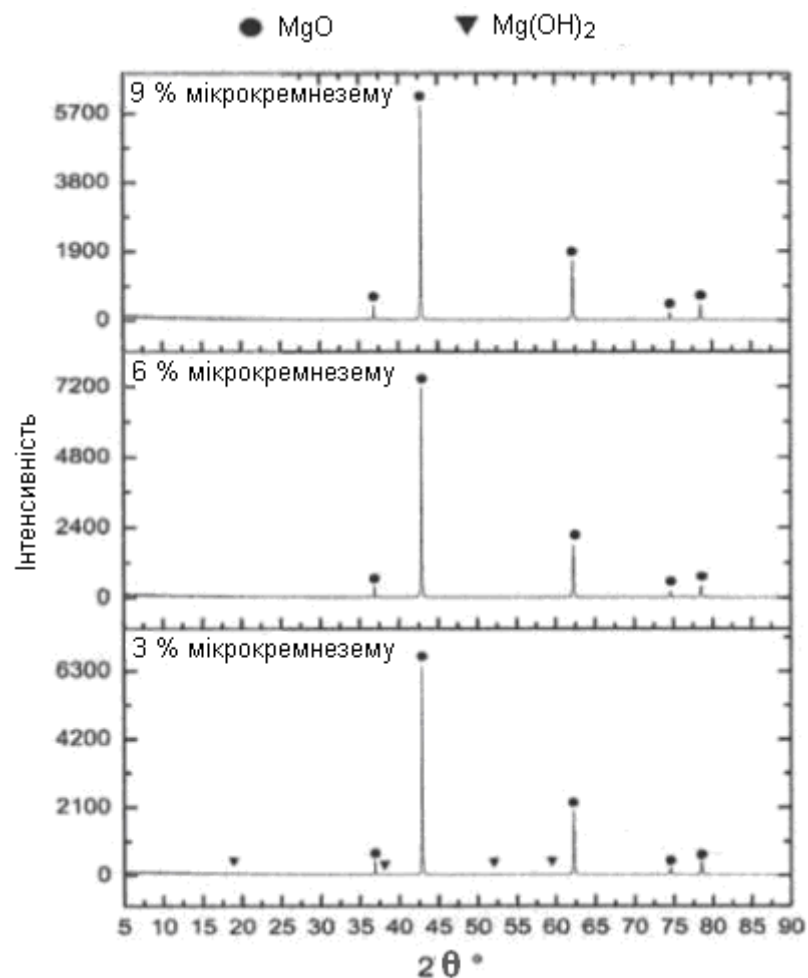 ● MgO ▼ Mg(OH)₂
9 % мікрокремнезему
5700
3800
1900
0
6 % мікрокремнезему
7200
4800
2400
0
3 % мікрокремнезему
6300
4200
2100
0
Інтенсивність
5 10 15 20 25 30 35 40 45 50 55 60 65 70 75 80 85 90
2 θ °